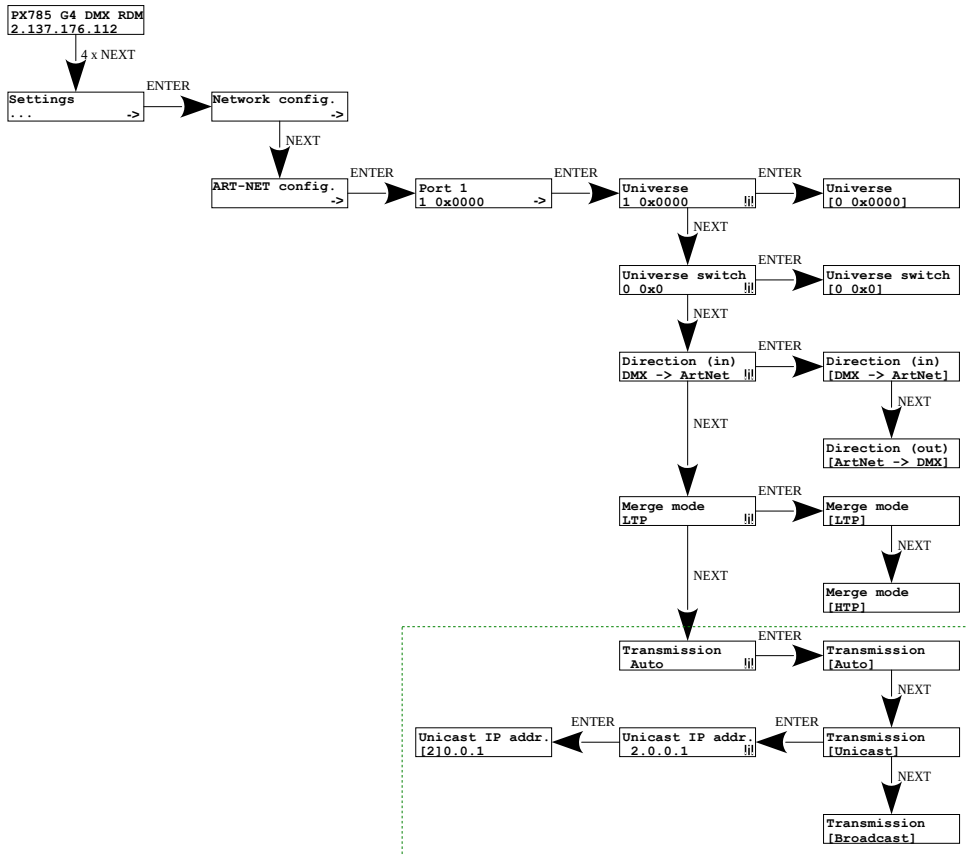 PX785 G4 DMX RDM
2.137.176.112
4 x NEXT
ENTER
Settings
... ->
Network config.
->
NEXT
ENTER
ENTER
ENTER
ART-NET config.
->
Port 1
1 0x0000 ->
Universe
1 0x0000 !i!
Universe
[0 0x0000]
NEXT
ENTER
Universe switch
0 0x0 !i!
Universe switch
[0 0x0]
NEXT
ENTER
Direction (in)
DMX -> ArtNet !i!
Direction (in)
[DMX -> ArtNet]
NEXT
NEXT
Direction (out)
[ArtNet -> DMX]
ENTER
Merge mode
LTP !i!
Merge mode
[LTP]
NEXT
NEXT
Merge mode
[HTP]
ENTER
Transmission
Auto !i!
Transmission
[Auto]
NEXT
ENTER
ENTER
Unicast IP addr.
[2]0.0.1
Unicast IP addr.
2.0.0.1 !i!
Transmission
[Unicast]
NEXT
Transmission
[Broadcast]